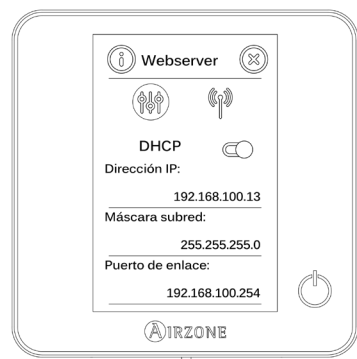 Webserver
DHCP
Dirección IP:
192.168.100.13
Máscara subred:
255.255.255.0
Puerto de enlace:
192.168.100.254
AIRZONE